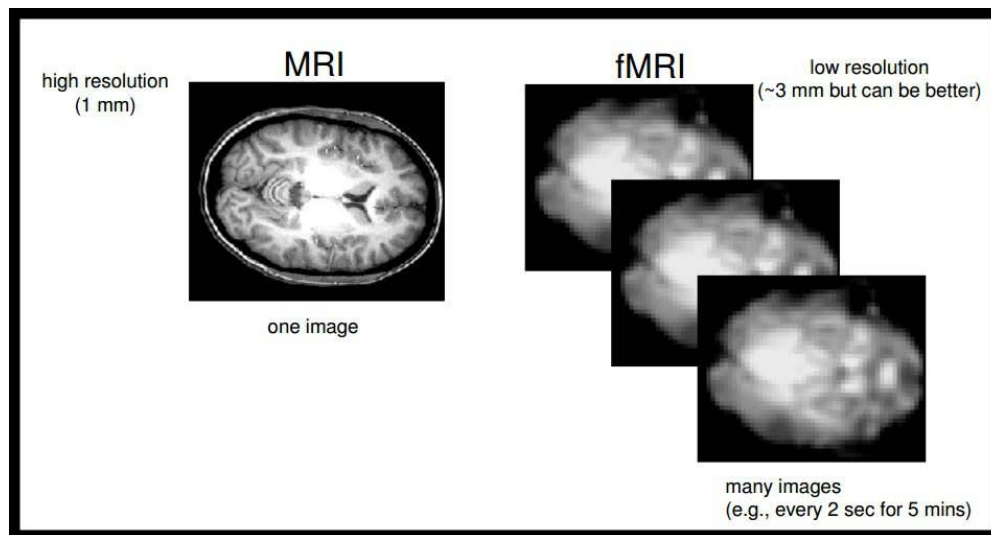 MRI
high resolution
(1 mm)
one image
fMRI
low resolution
(~3 mm but can be better)
many images
(e.g., every 2 sec for 5 mins)